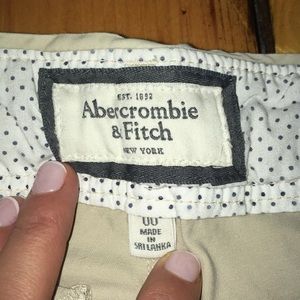 EST. 1892
Abercrombie
& Fitch
NEW YORK
00
MADE
IN
SRI LANKA